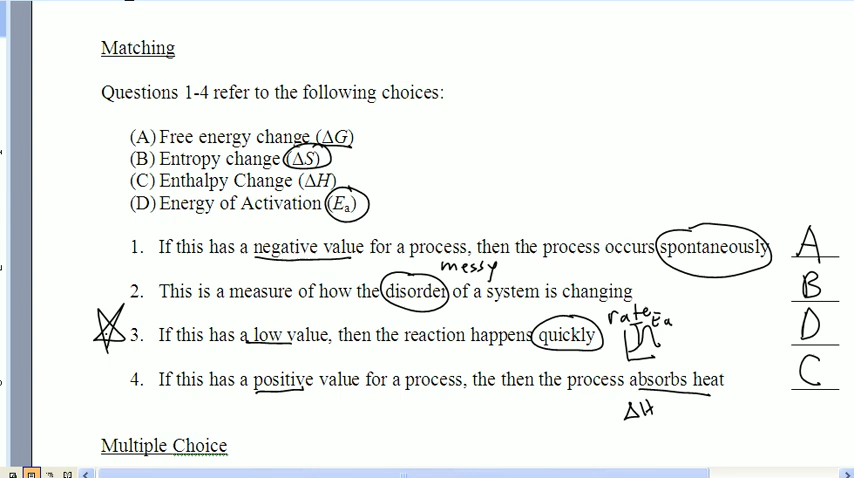 Matching
Questions 1-4 refer to the following choices:
(A) Free energy change (ΔG)
(B) Entropy change (ΔS)
(C) Enthalpy Change (ΔH)
(D) Energy of Activation (Ea)
1. If this has a negative value for a process, then the process occurs spontaneously A
messy
2. This is a measure of how the disorder of a system is changing B
rate Ea
3. If this has a low value, then the reaction happens quickly D
4. If this has a positive value for a process, the then the process absorbs heat C
ΔH
Multiple Choice